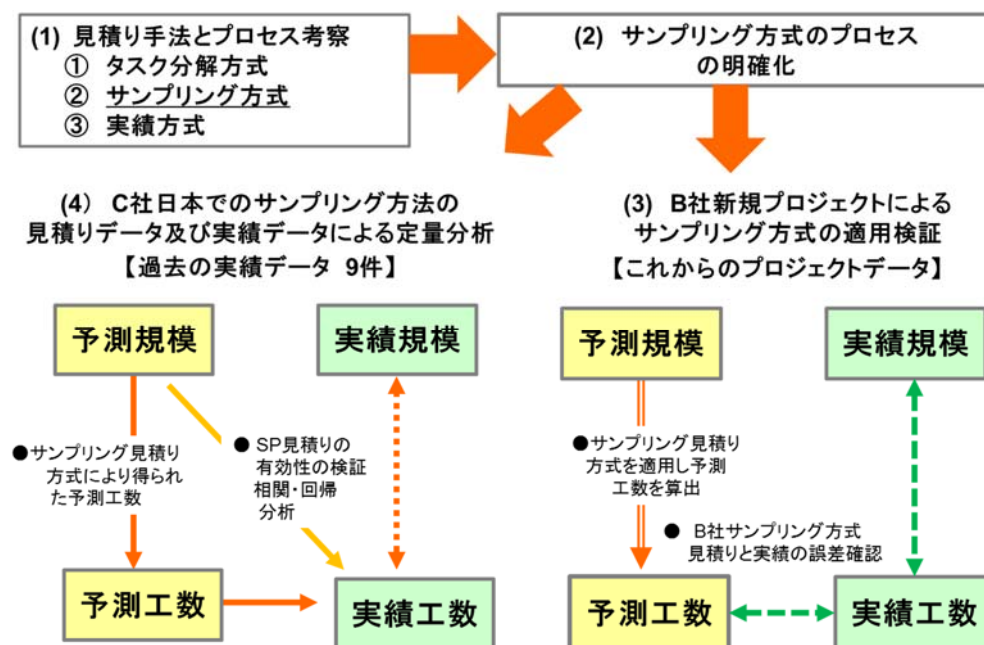 (1) 見積り手法とプロセス考察
① タスク分解方式
② サンプリング方式
③ 実績方式
(2) サンプリング方式のプロセス
の明確化
(4) C社日本でのサンプリング方法の
見積りデータ及び実績データによる定量分析
【過去の実績データ 9件】
(3) B社新規プロジェクトによる
サンプリング方式の適用検証
【これからのプロジェクトデータ】
予測規模
実績規模
●サンプリング見積り
方式により得られ
た予測工数
● SP見積りの
有効性の検証
相関・回帰
分析
予測工数
実績工数
予測規模
実績規模
●サンプリング見積り
方式を適用し予測
工数を算出
● B社サンプリング方式
見積りと実績の誤差確認
予測工数
実績工数